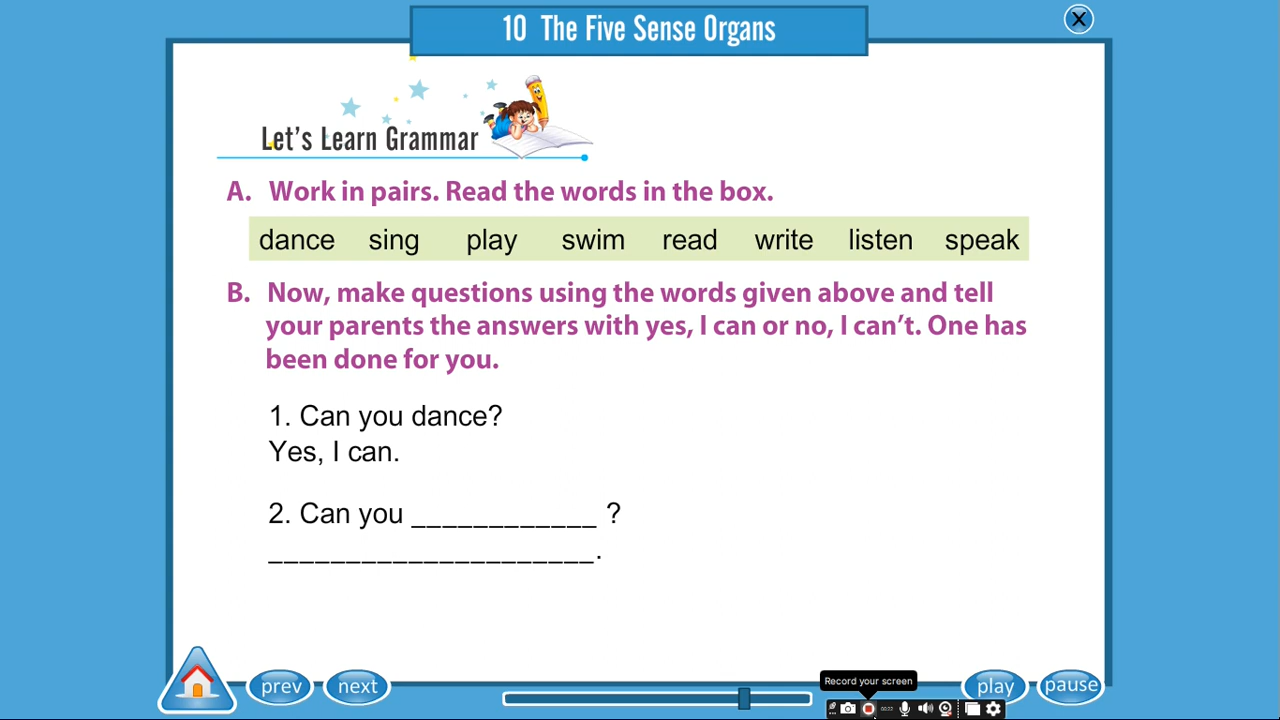 10 The Five Sense Organs
X
Let's Learn Grammar
A. Work in pairs. Read the words in the box.
dance sing play swim read write listen speak
B. Now, make questions using the words given above and tell
your parents the answers with yes, I can or no, I can't. One has
been done for you.
1. Can you dance?
Yes, I can.
2. Can you ____________ ?
_____________________.
Record your screen
prev next play pause
00:22